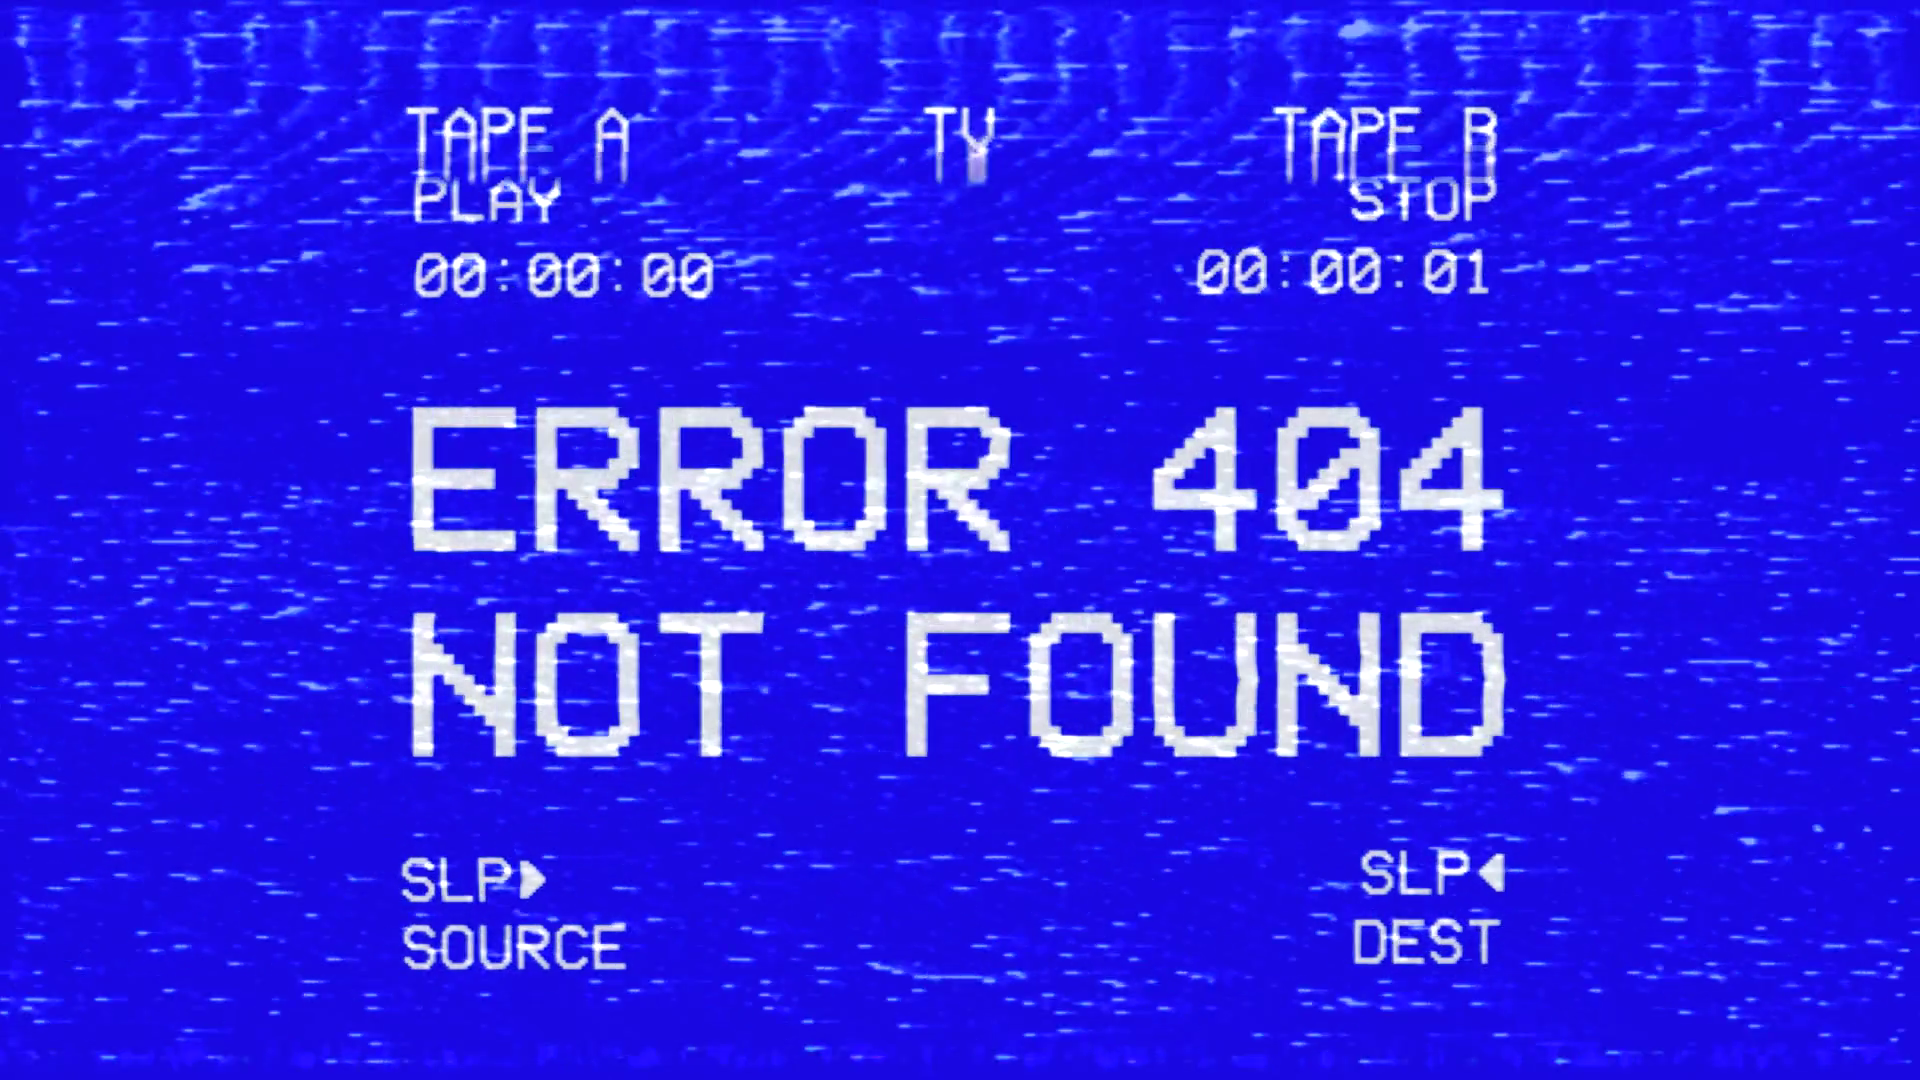 TAPE A TV TAPE B
PLAY STOP
00:00:00 00:00:01
ERROR 404
NOT FOUND
SLP▶ SLP◀
SOURCE DEST